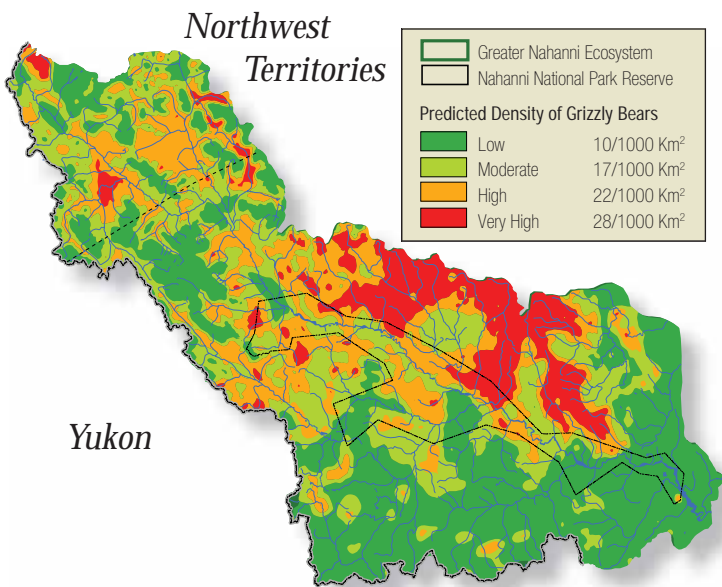 Northwest
Territories
Greater Nahanni Ecosystem
Nahanni National Park Reserve
Predicted Density of Grizzly Bears
Low 10/1000 Km²
Moderate 17/1000 Km²
High 22/1000 Km²
Very High 28/1000 Km²
Yukon